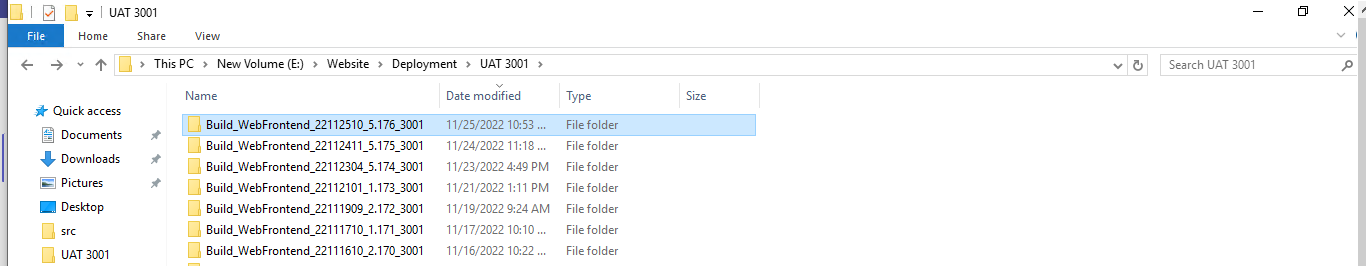 UAT 3001
File Home Share View
This PC New Volume (E:) Website Deployment UAT 3001 Search UAT 3001
Name Date modified Type Size
Quick access
Documents
Downloads
Pictures
Desktop
src
UAT 3001
Build_WebFrontend_22112510_5.176_3001 11/25/2022 10:53 ... File folder
Build_WebFrontend_22112411_5.175_3001 11/24/2022 11:18 ... File folder
Build_WebFrontend_22112304_5.174_3001 11/23/2022 4:49 PM File folder
Build_WebFrontend_22112101_1.173_3001 11/21/2022 1:11 PM File folder
Build_WebFrontend_22111909_2.172_3001 11/19/2022 9:24 AM File folder
Build_WebFrontend_22111710_1.171_3001 11/17/2022 10:10 ... File folder
Build_WebFrontend_22111610_2.170_3001 11/16/2022 10:22 ... File folder